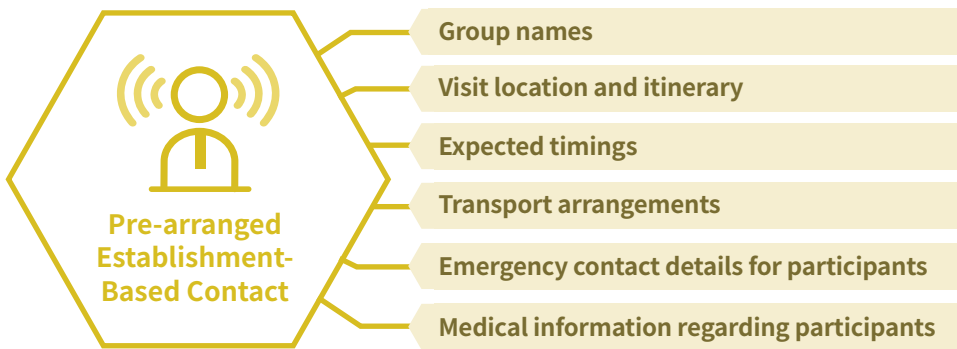 Pre-arranged
Establishment-
Based Contact
Group names
Visit location and itinerary
Expected timings
Transport arrangements
Emergency contact details for participants
Medical information regarding participants